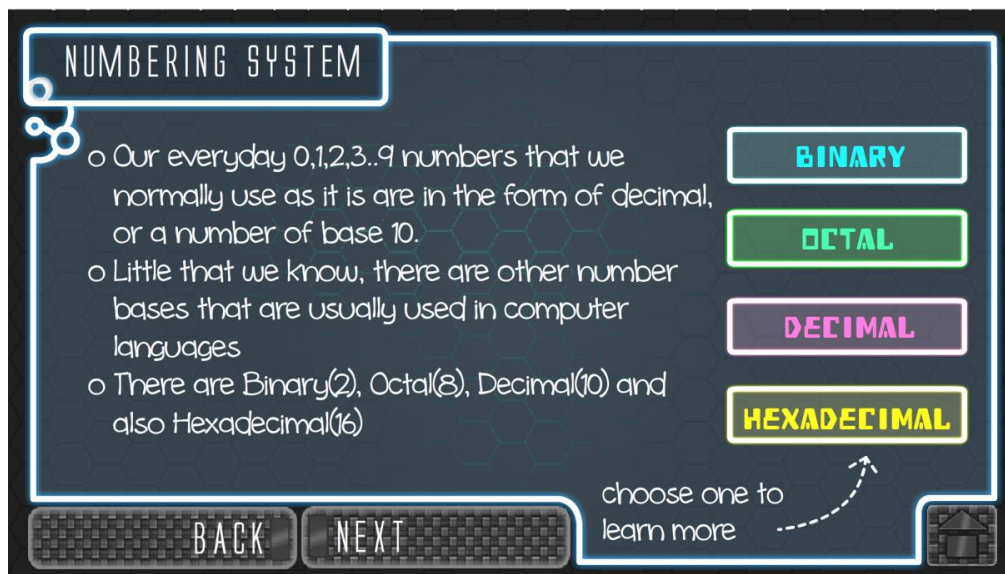 NUMBERING SYSTEM
o Our everyday 0,1,2,3..9 numbers that we
normally use as it is are in the form of decimal,
or a number of base 10.
o Little that we know, there are other number
bases that are usually used in computer
languages
o There are Binary(2), Octal(8), Decimal(10) and
also Hexadecimal(16)
BINARY
OCTAL
DECIMAL
HEXADECIMAL
choose one to
learn more
BACK
NEXT